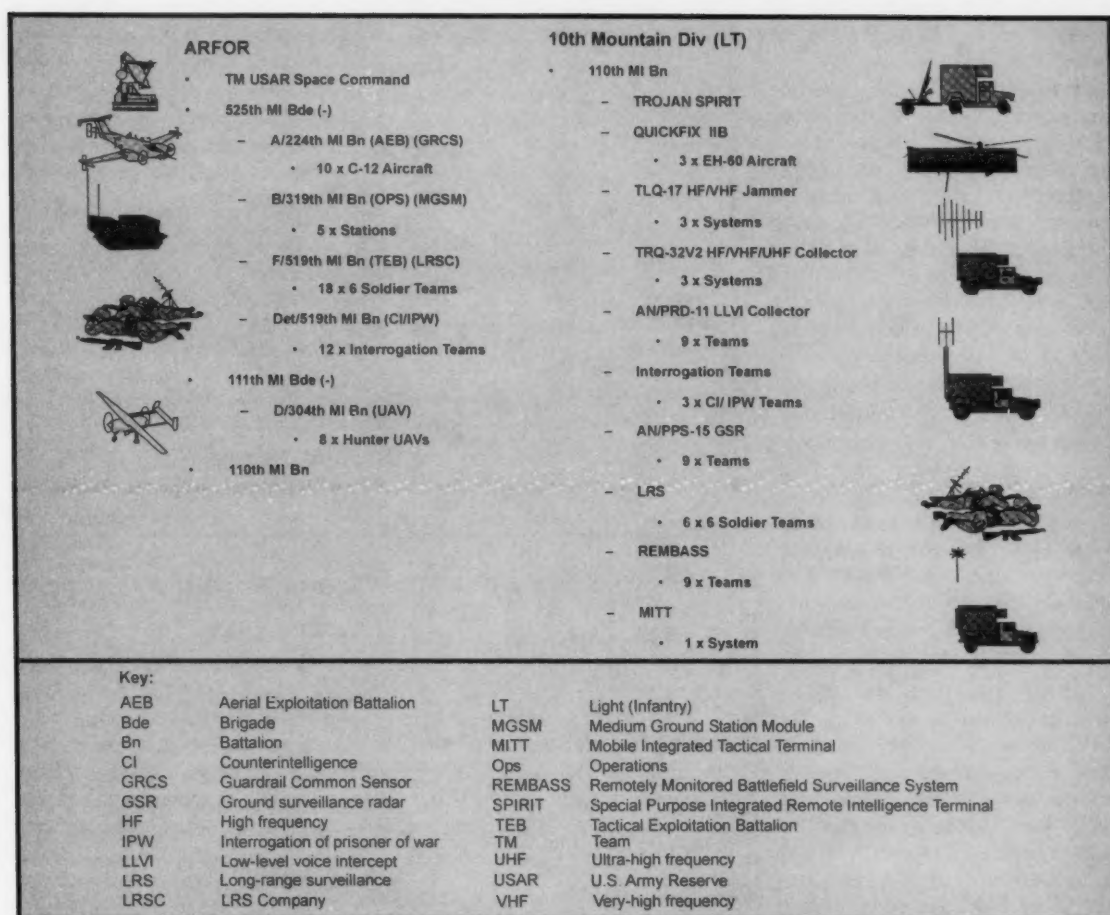 ARFOR
• TM USAR Space Command
• 525th MI Bde (-)
– A/224th MI Bn (AEB) (GRCS)
• 10 x C-12 Aircraft
– B/319th MI Bn (OPS) (MGSM)
• 5 x Stations
– F/519th MI Bn (TEB) (LRSC)
• 18 x 6 Soldier Teams
– Det/519th MI Bn (CI/IPW)
• 12 x Interrogation Teams
• 111th MI Bde (-)
– D/304th MI Bn (UAV)
• 8 x Hunter UAVs
• 110th MI Bn
10th Mountain Div (LT)
• 110th MI Bn
– TROJAN SPIRIT
– QUICKFIX IIB
• 3 x EH-60 Aircraft
– TLQ-17 HF/VHF Jammer
• 3 x Systems
– TRQ-32V2 HF/VHF/UHF Collector
• 3 x Systems
– AN/PRD-11 LLVI Collector
• 9 x Teams
– Interrogation Teams
• 3 x CI/ IPW Teams
– AN/PPS-15 GSR
• 9 x Teams
– LRS
• 6 x 6 Soldier Teams
– REMBASS
• 9 x Teams
– MITT
• 1 x System
Key:
AEB Aerial Exploitation Battalion
Bde Brigade
Bn Battalion
CI Counterintelligence
GRCS Guardrail Common Sensor
GSR Ground surveillance radar
HF High frequency
IPW Interrogation of prisoner of war
LLVI Low-level voice intercept
LRS Long-range surveillance
LRSC LRS Company
LT Light (Infantry)
MGSM Medium Ground Station Module
MITT Mobile Integrated Tactical Terminal
Ops Operations
REMBASS Remotely Monitored Battlefield Surveillance System
SPIRIT Special Purpose Integrated Remote Intelligence Terminal
TEB Tactical Exploitation Battalion
TM Team
UHF Ultra-high frequency
USAR U.S. Army Reserve
VHF Very-high frequency